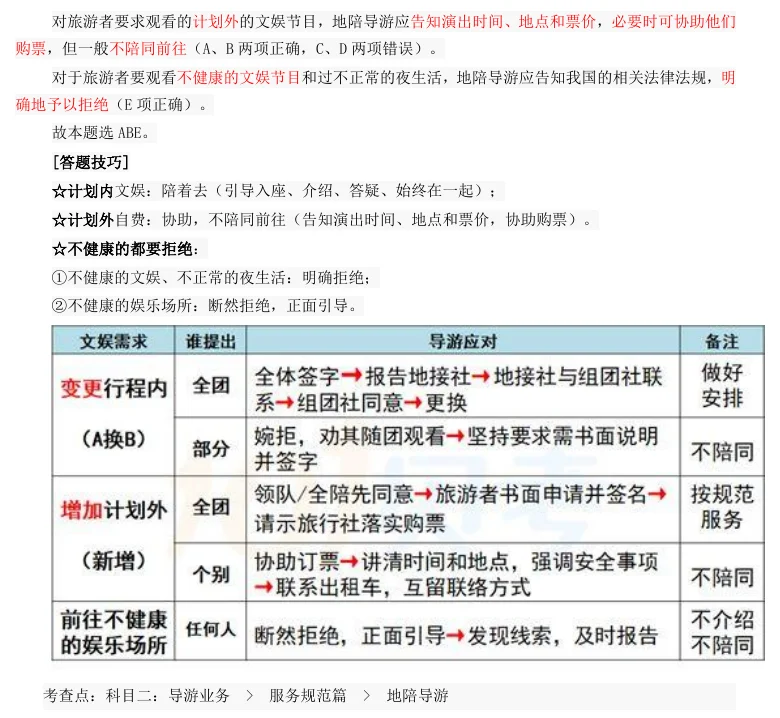 对旅游者要求观看的计划外的文娱节目，地陪导游应告知演出时间、地点和票价，必要时可协助他们
购票，但一般不陪同前往（A、B 两项正确，C、D 两项错误）。
对于旅游者要观看不健康的文娱节目和过不正常的夜生活，地陪导游应告知我国的相关法律法规，明
确地予以拒绝（E 项正确）。
故本题选 ABE。
[答题技巧]
☆计划内文娱：陪着去（引导入座、介绍、答疑、始终在一起）；
☆计划外自费：协助，不陪同前往（告知演出时间、地点和票价，协助购票）。
☆不健康的都要拒绝：
①不健康的文娱、不正常的夜生活：明确拒绝；
②不健康的娱乐场所：断然拒绝，正面引导。
文娱需求 谁提出 导游应对 备注
变更行程内
（A换B）
全团
全体签字→报告地接社→地接社与组团社联
系→组团社同意→更换
做好
安排
部分
婉拒，劝其随团观看→坚持要求需书面说明
并签字
不陪同
增加计划外
（新增）
全团
领队/全陪先同意→旅游者书面申请并签名→
请示旅行社落实购票
按规范
服务
个别
协助订票→讲清时间和地点，强调安全事项
→联系出租车，互留联络方式
不陪同
前往不健康
的娱乐场所
任何人
断然拒绝，正面引导→发现线索，及时报告
不介绍
不陪同
考查点：科目二：导游业务 > 服务规范篇 > 地陪导游